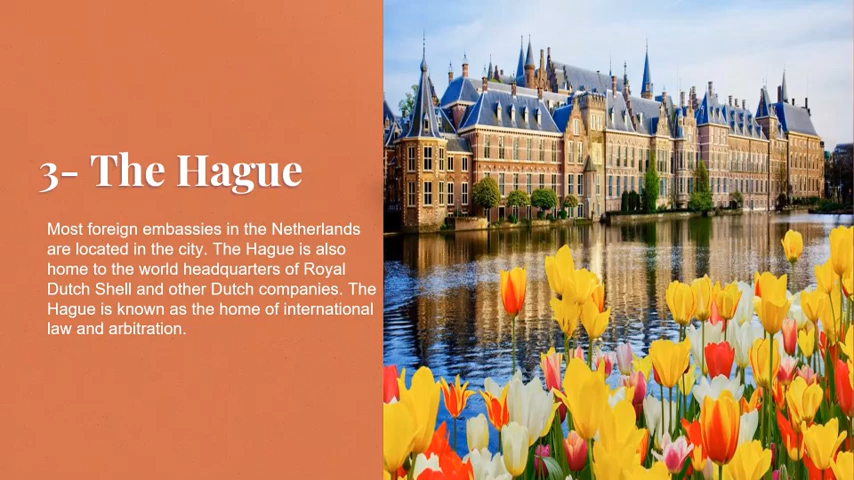 3- The Hague
Most foreign embassies in the Netherlands
are located in the city. The Hague is also
home to the world headquarters of Royal
Dutch Shell and other Dutch companies. The
Hague is known as the home of international
law and arbitration.